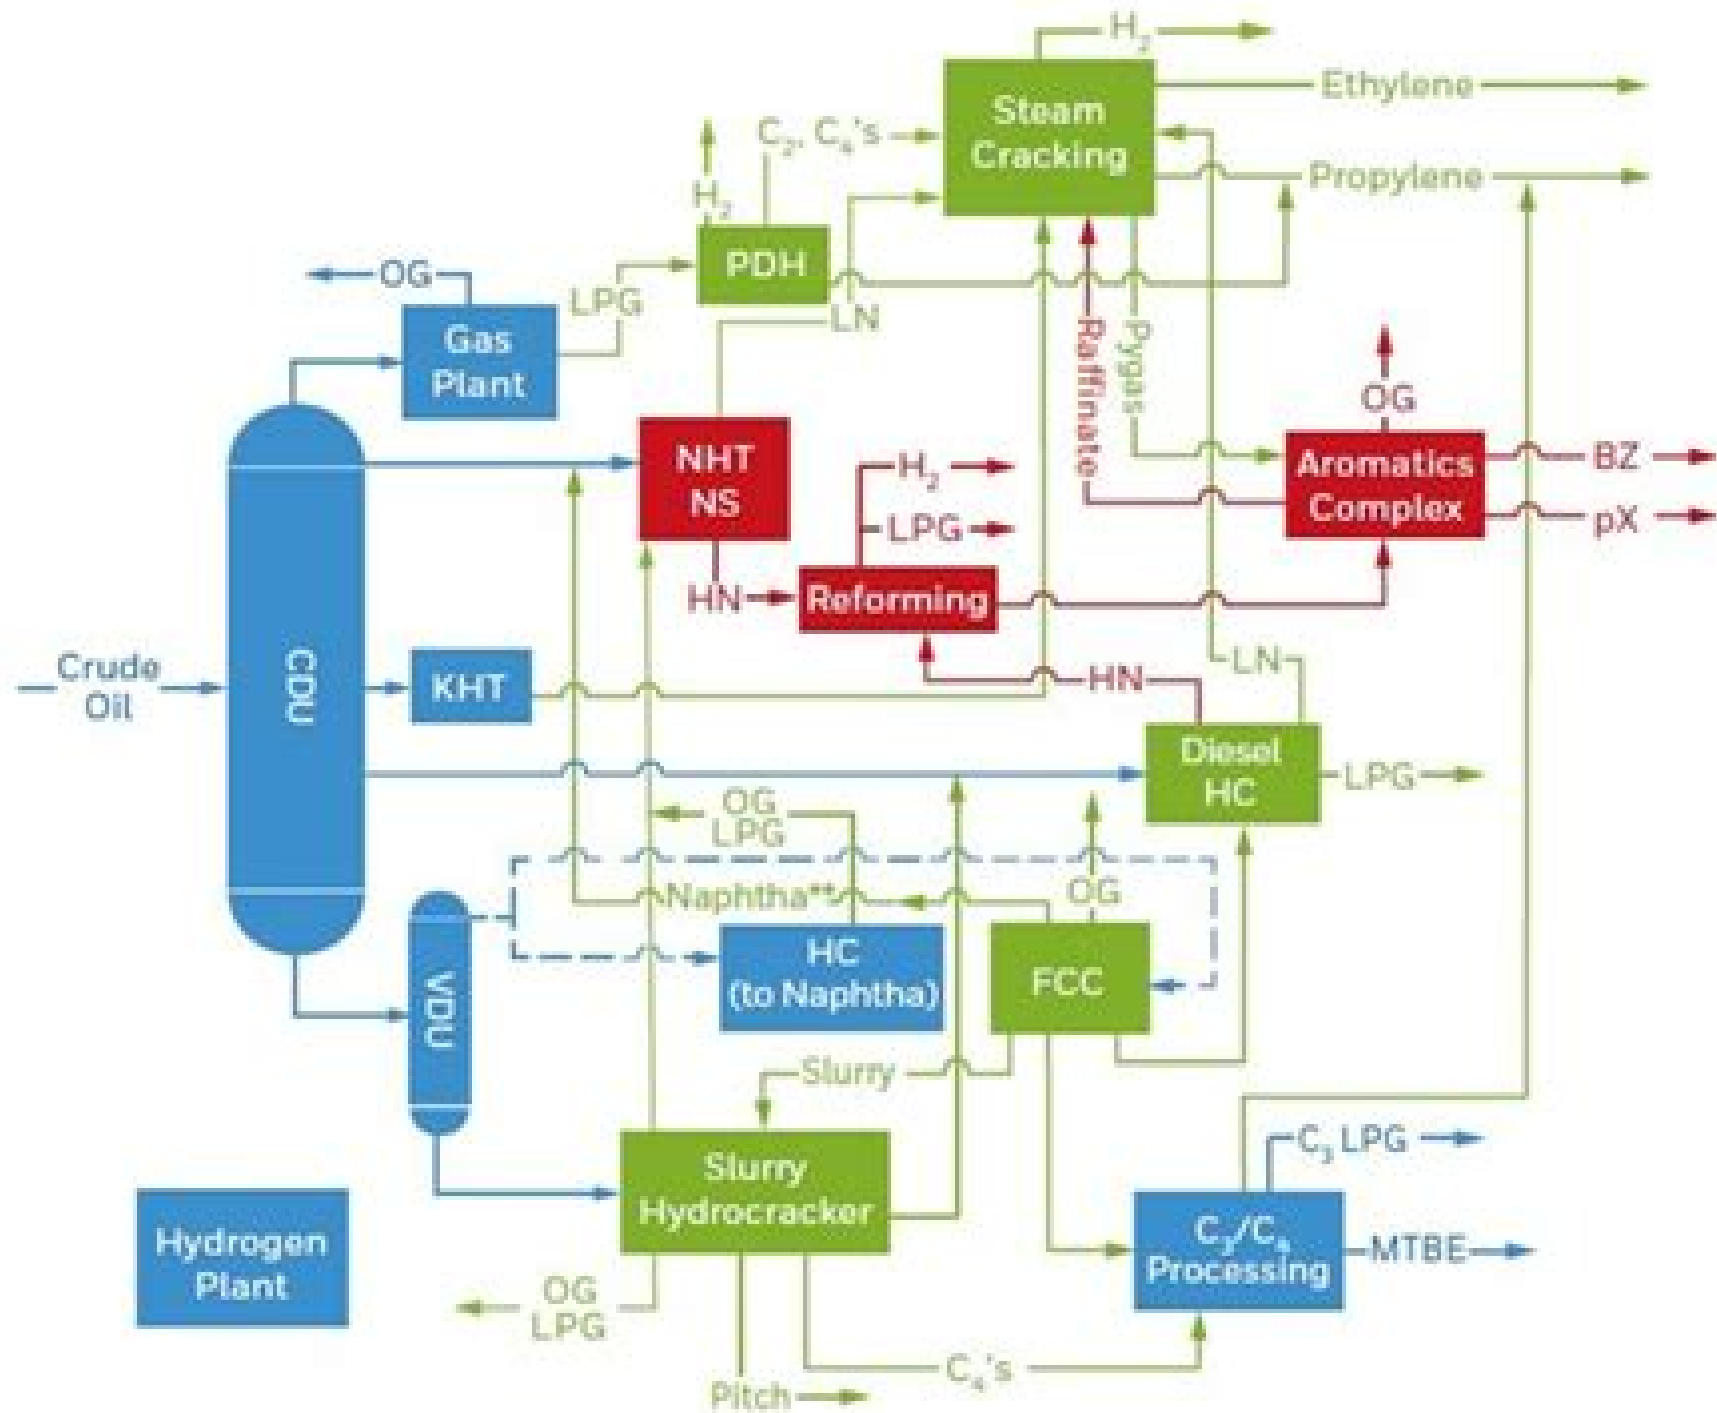 H₂
Ethylene
Steam
Cracking
C₂, C₄'s
Propylene
H₂
PDH
OG
LPG
LN
Gas
Plant
Raffinate
Pygas
OG
NHT
NS
H₂
LPG
Aromatics
Complex
BZ
pX
HN
Reforming
Crude
Oil
CDU
KHT
HN
LN
Diesel
HC
LPG
OG
LPG
Naphtha**
OG
HC
(to Naphtha)
FCC
VDU
Slurry
Slurry
Hydrocracker
C₃ LPG
Hydrogen
Plant
C₃/C₄
Processing
MTBE
OG
LPG
C₄'s
Pitch